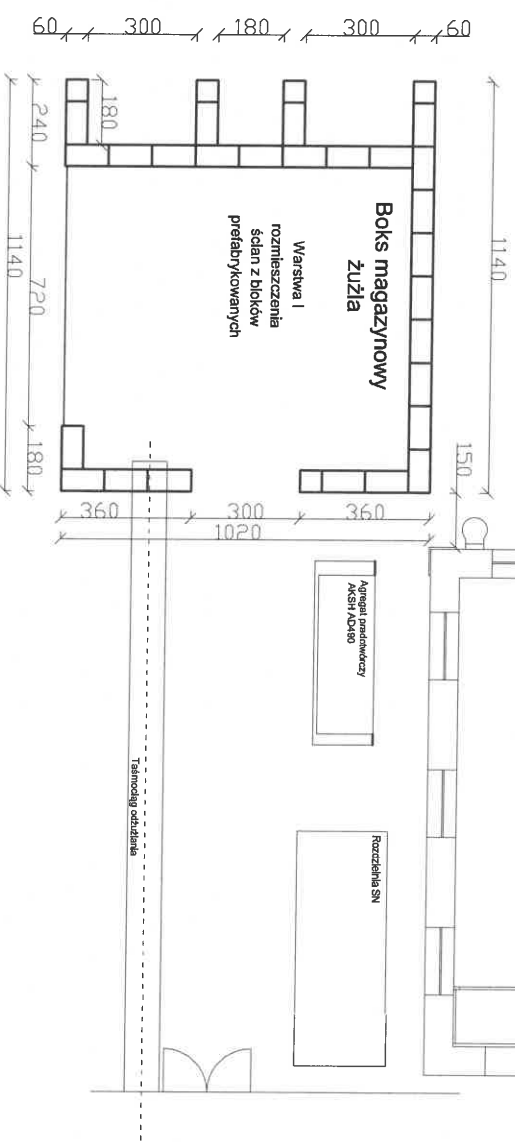 60
300
180
300
60
180
240
720
180
1140
1140
150
Boks magazynowy
żużla
Warstwa I
rozmieszczenia
ścian z bloków
prefabrykowanych
360
300
360
1020
Agregat prądotwórczy
AKSH AD490
Rozdzielnia SN
Taśmociąg odżużlania